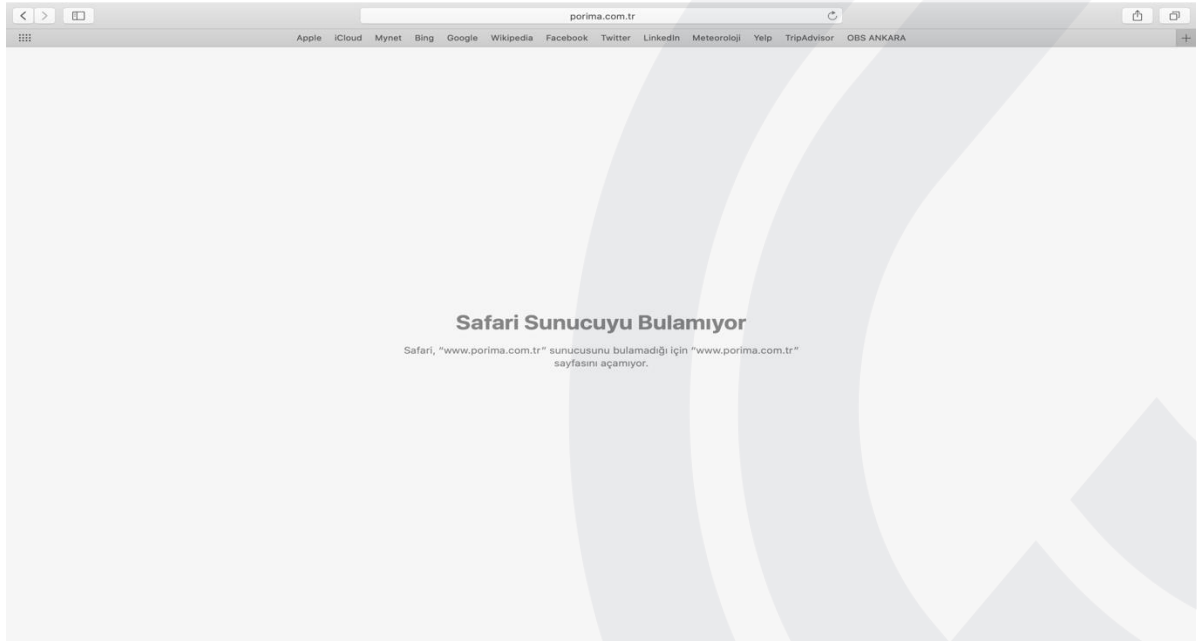 porima.com.tr
Apple iCloud Mynet Bing Google Wikipedia Facebook Twitter LinkedIn Meteoroloji Yelp TripAdvisor OBS ANKARA
Safari Sunucuyu Bulamıyor
Safari, “www.porima.com.tr” sunucusunu bulamadığı için “www.porima.com.tr”
sayfasını açamıyor.